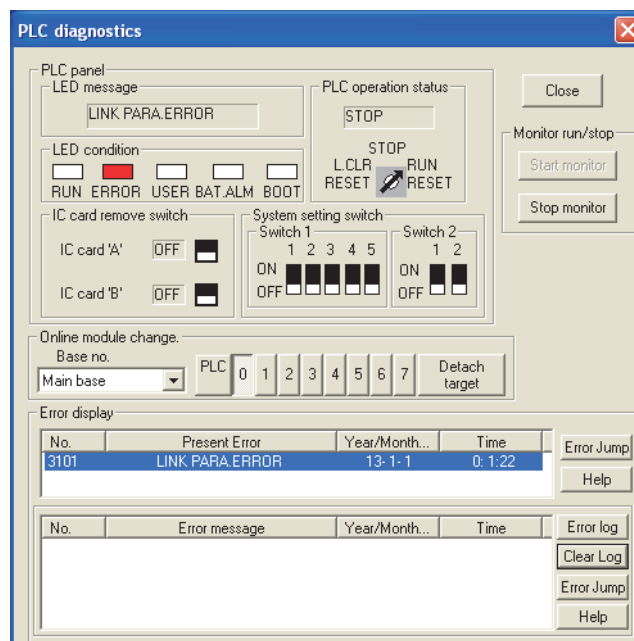 PLC diagnostics
PLC panel
LED message
LINK PARA.ERROR
PLC operation status
STOP
STOP
L.CLR RUN
RESET RESET
Close
Monitor run/stop
Start monitor
Stop monitor
LED condition
RUN ERROR USER BAT.ALM BOOT
IC card remove switch
IC card 'A' OFF
IC card 'B' OFF
System setting switch
Switch 1
1 2 3 4 5
ON
OFF
Switch 2
1 2
ON
OFF
Online module change.
Base no.
Main base
PLC 0 1 2 3 4 5 6 7
Detach
target
Error display
No. Present Error Year/Month... Time
3101 LINK PARA.ERROR 13- 1- 1 0: 1:22
Error Jump
Help
No. Error message Year/Month... Time
Error log
Clear Log
Error Jump
Help